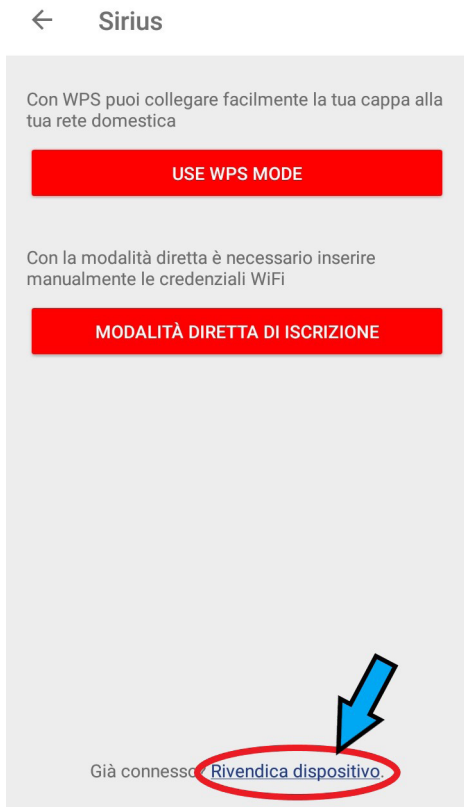 Sirius
Con WPS puoi collegare facilmente la tua cappa alla
tua rete domestica
USE WPS MODE
Con la modalità diretta è necessario inserire
manualmente le credenziali WiFi
MODALITÀ DIRETTA DI ISCRIZIONE
Già connesso? Rivendica dispositivo.